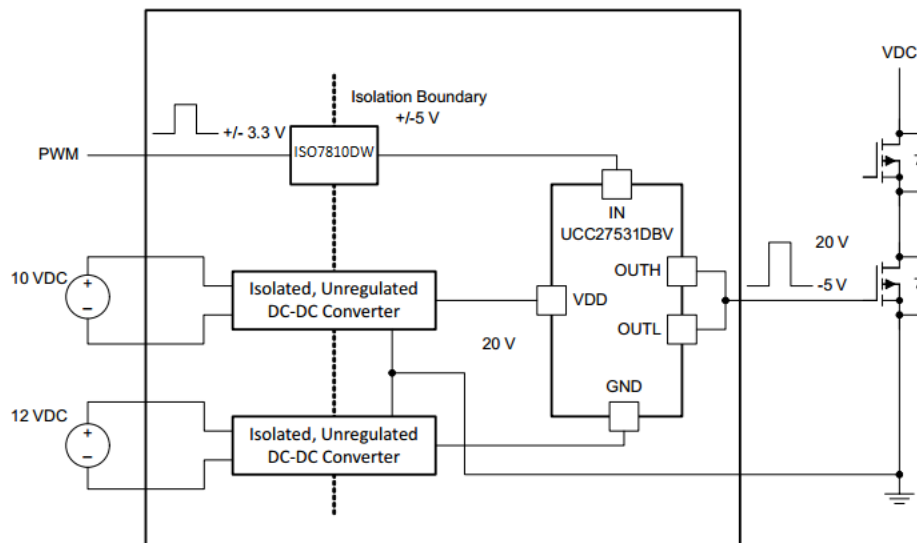 VDC
Isolation Boundary
+/-5 V
+/- 3.3 V
PWM
ISO7810DW
IN
UCC27531DBV
20 V
OUTH
-5 V
10 VDC
+
−
Isolated, Unregulated
DC-DC Converter
VDD
OUTL
20 V
GND
12 VDC
+
−
Isolated, Unregulated
DC-DC Converter